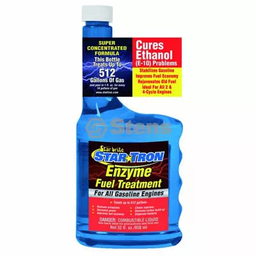 SUPER
CONCENTRATED
FORMULA
This Bottle
Treats Up To
512
Gallons Of Gas
Cures
Ethanol
(E-10) Problems
Stabilizes Gasoline
Improves Fuel Economy
Rejuvenates Old Fuel
Ideal For All 2 &
4-Cycle Engines
Stens
Star brite
STAR TRON
Enzyme
Fuel Treatment
For All Gasoline Engines
DANGER: COMBUSTIBLE LIQUID